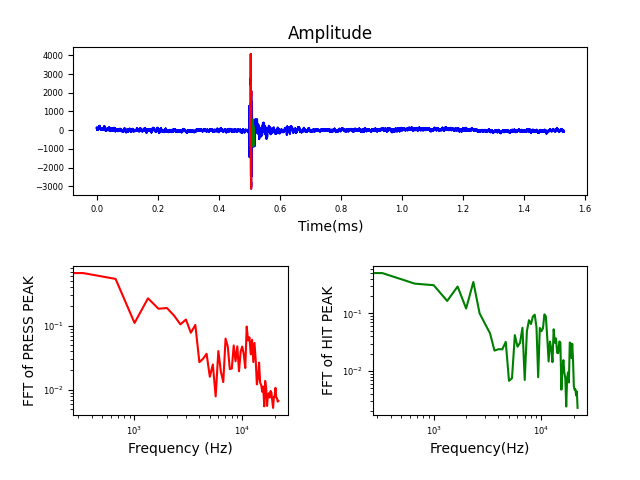 Amplitude
4000
3000
2000
1000
0
−1000
−2000
−3000
0.0 0.2 0.4 0.6 0.8 1.0 1.2 1.4 1.6
Time(ms)
FFT of PRESS PEAK
10⁻¹
10⁻²
10³ 10⁴
Frequency (Hz)
FFT of HIT PEAK
10⁻¹
10⁻²
10³ 10⁴
Frequency(Hz)